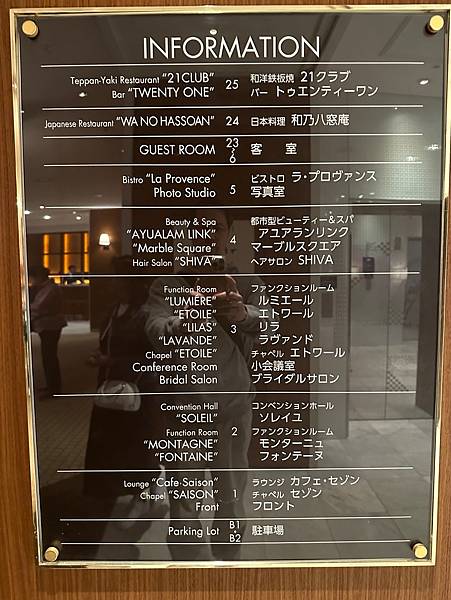 INFORMATION
Teppan-Yaki Restaurant "21CLUB" 25 和洋鉄板焼 21クラブ
Bar "TWENTY ONE" バー トゥエンティーワン
Japanese Restaurant "WA NO HASSOAN" 24 日本料理 和乃八窓庵
GUEST ROOM 23~6 客 室
Bistro "La Provence" 5 ビストロ ラ・プロヴァンス
Photo Studio 写真室
Beauty & Spa 都市型ビューティー&スパ
"AYUALAM LINK" 4 アユアランリンク
"Marble Square" マーブルスクエア
Hair Salon "SHIVA" ヘアサロン SHIVA
Function Room ファンクションルーム
"LUMIERE" ルミエール
"ETOILE" エトワール
"LILAS" 3 リラ
"LAVANDE" ラヴァンド
Chapel "ETOILE" チャペル エトワール
Conference Room 小会議室
Bridal Salon ブライダルサロン
Convention Hall コンベンションホール
"SOLEIL" ソレイユ
Function Room 2 ファンクションルーム
"MONTAGNE" モンターニュ
"FONTAINE" フォンテーヌ
Lounge "Cafe·Saison" ラウンジ カフェ・セゾン
Chapel "SAISON" 1 チャペル セゾン
Front フロント
Parking Lot B1・B2 駐車場